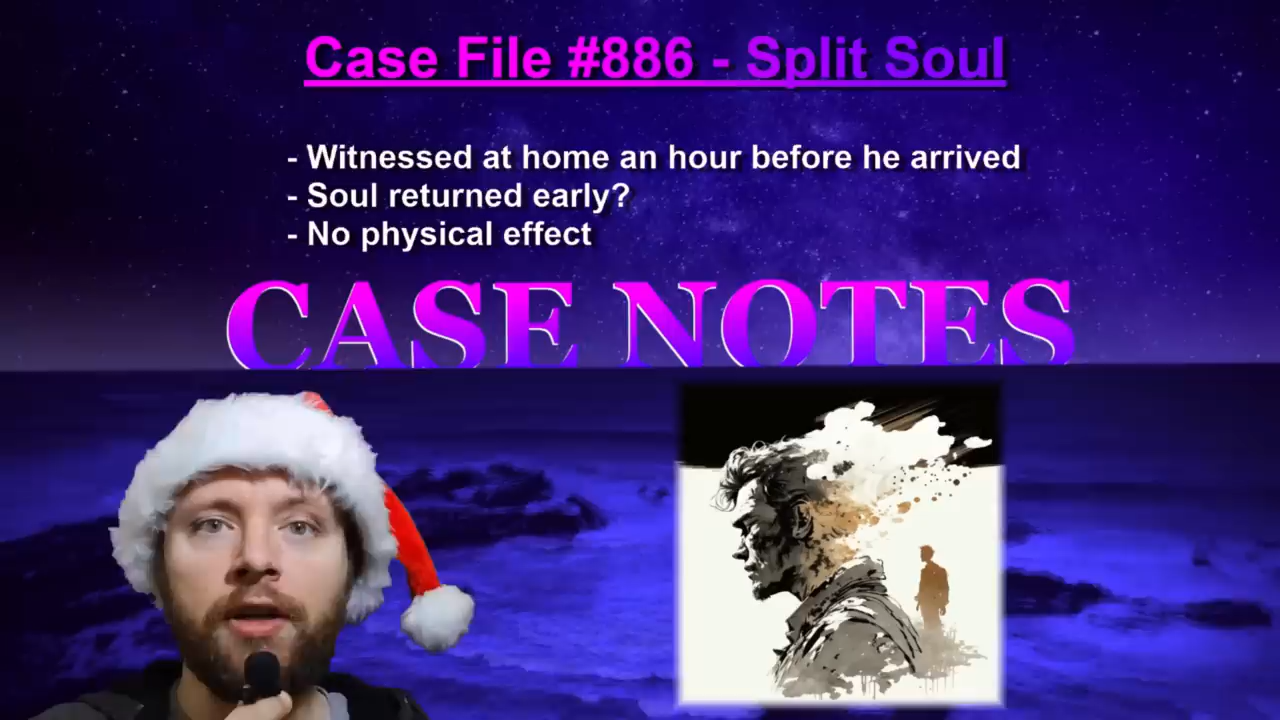 Case File #886 - Split Soul
- Witnessed at home an hour before he arrived
- Soul returned early?
- No physical effect
CASE NOTES